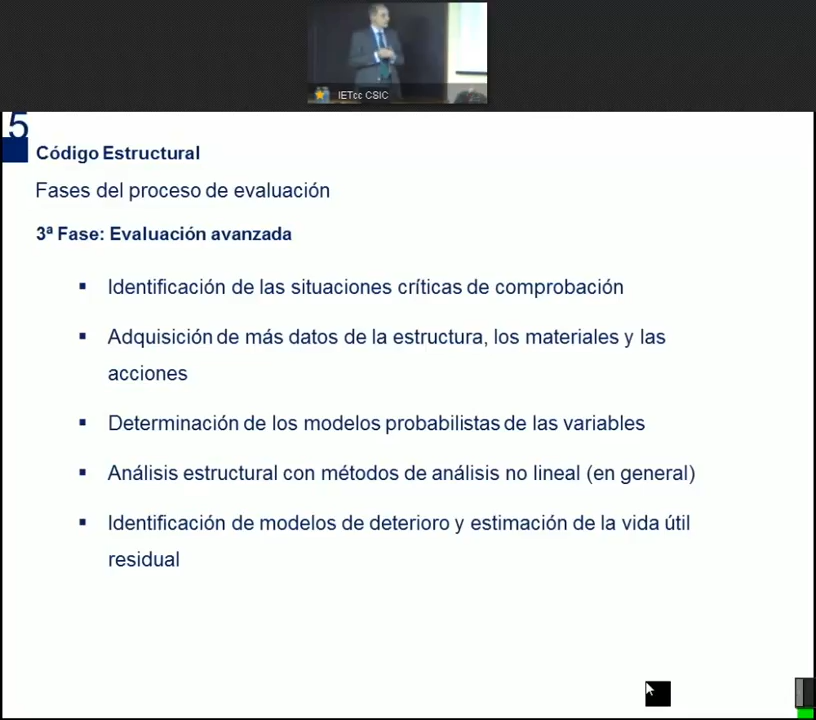 IETcc CSIC
5
Código Estructural
Fases del proceso de evaluación
3ª Fase: Evaluación avanzada
▪ Identificación de las situaciones críticas de comprobación
▪ Adquisición de más datos de la estructura, los materiales y las
acciones
▪ Determinación de los modelos probabilistas de las variables
▪ Análisis estructural con métodos de análisis no lineal (en general)
▪ Identificación de modelos de deterioro y estimación de la vida útil
residual